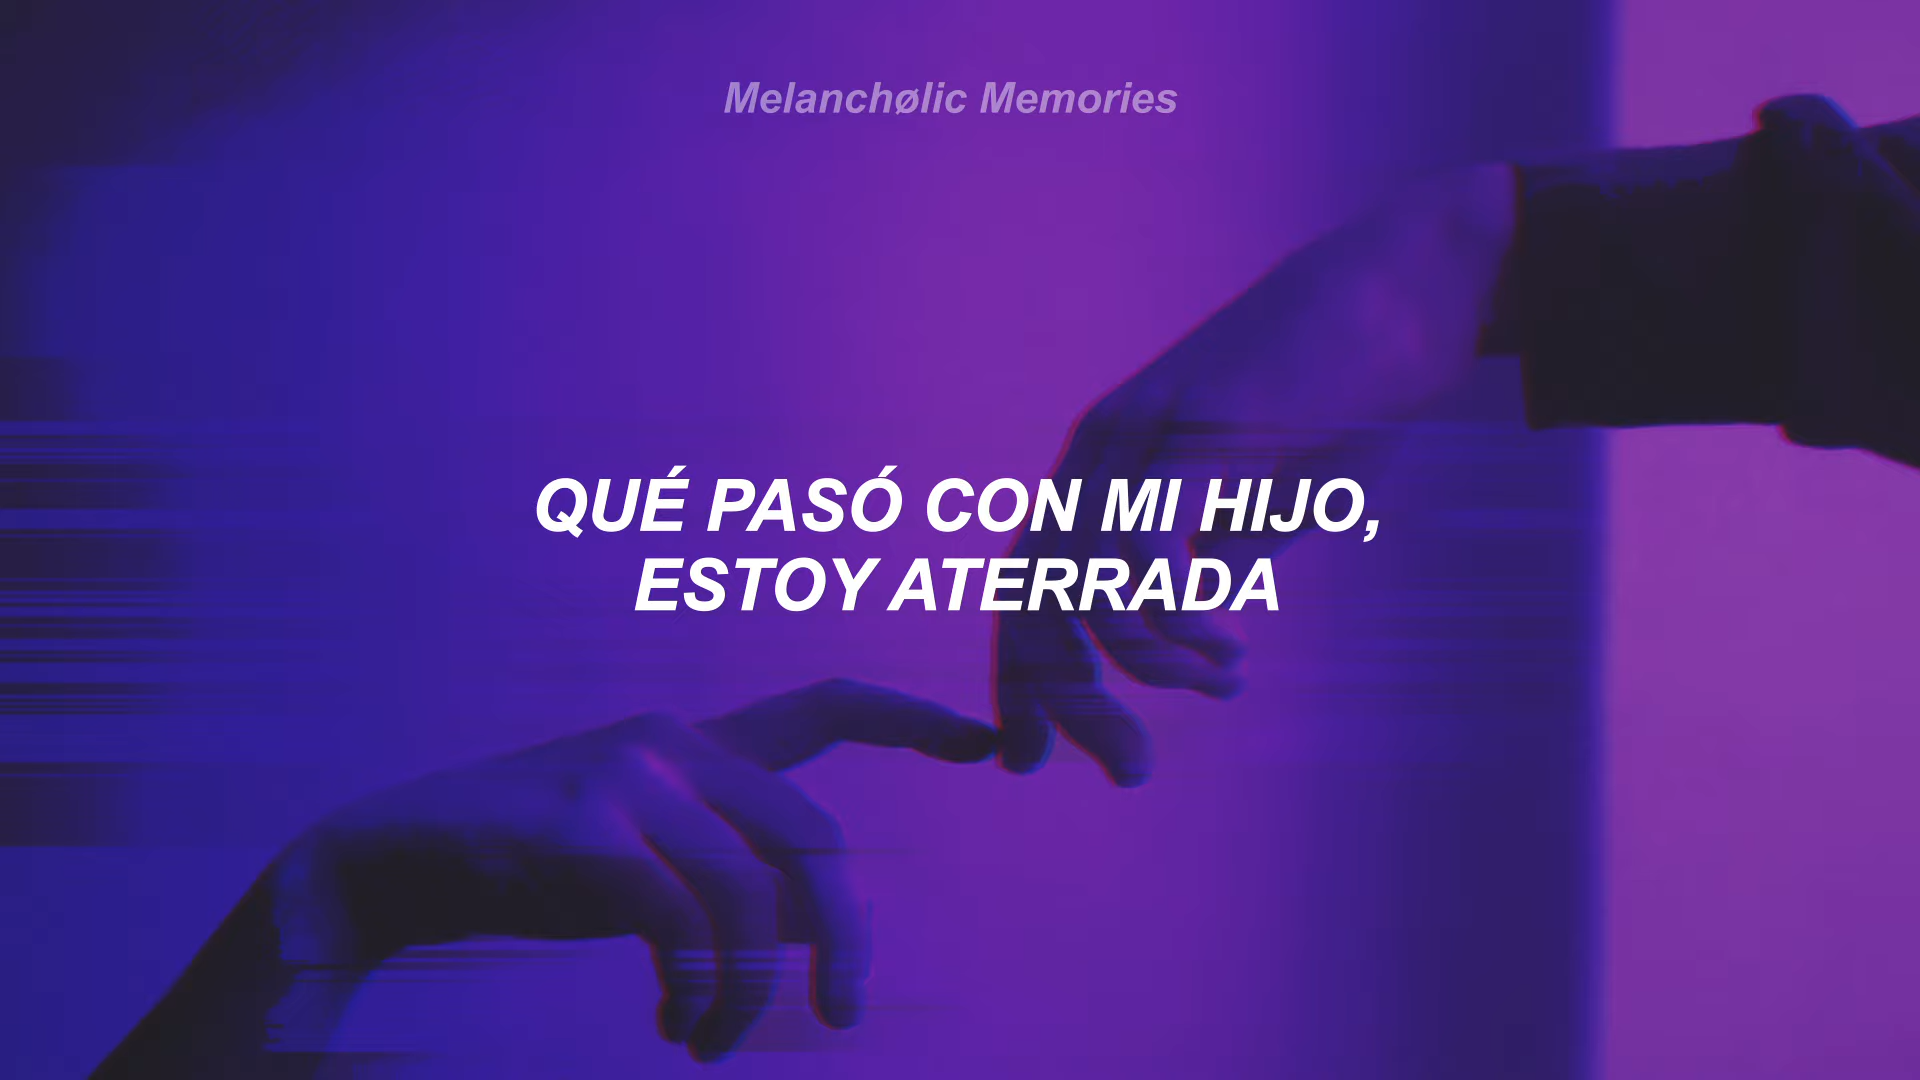 Melanchølic Memories
QUÉ PASÓ CON MI HIJO,
ESTOY ATERRADA